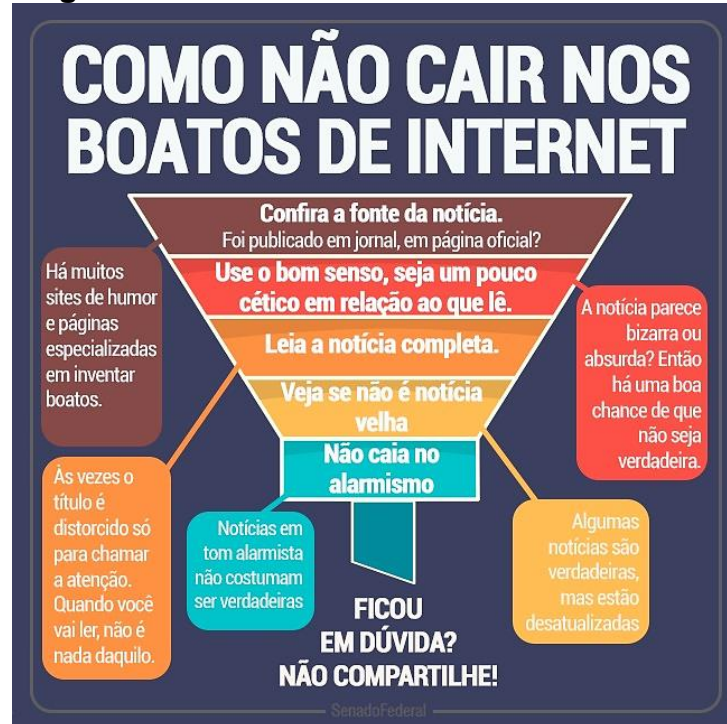 COMO NÃO CAIR NOS
BOATOS DE INTERNET
Confira a fonte da notícia.
Foi publicado em jornal, em página oficial?
Há muitos
sites de humor
e páginas
especializadas
em inventar
boatos.
Use o bom senso, seja um pouco
cético em relação ao que lê.
A notícia parece
bizarra ou
absurda? Então
há uma boa
chance de que
não seja
verdadeira.
Leia a notícia completa.
Às vezes o
título é
distorcido só
para chamar
a atenção.
Quando você
vai ler, não é
nada daquilo.
Veja se não é notícia
velha
Algumas
notícias são
verdadeiras,
mas estão
desatualizadas
Não caia no
alarmismo
Notícias em
tom alarmista
não costumam
ser verdadeiras
FICOU
EM DÚVIDA?
NÃO COMPARTILHE!
SenadoFederal